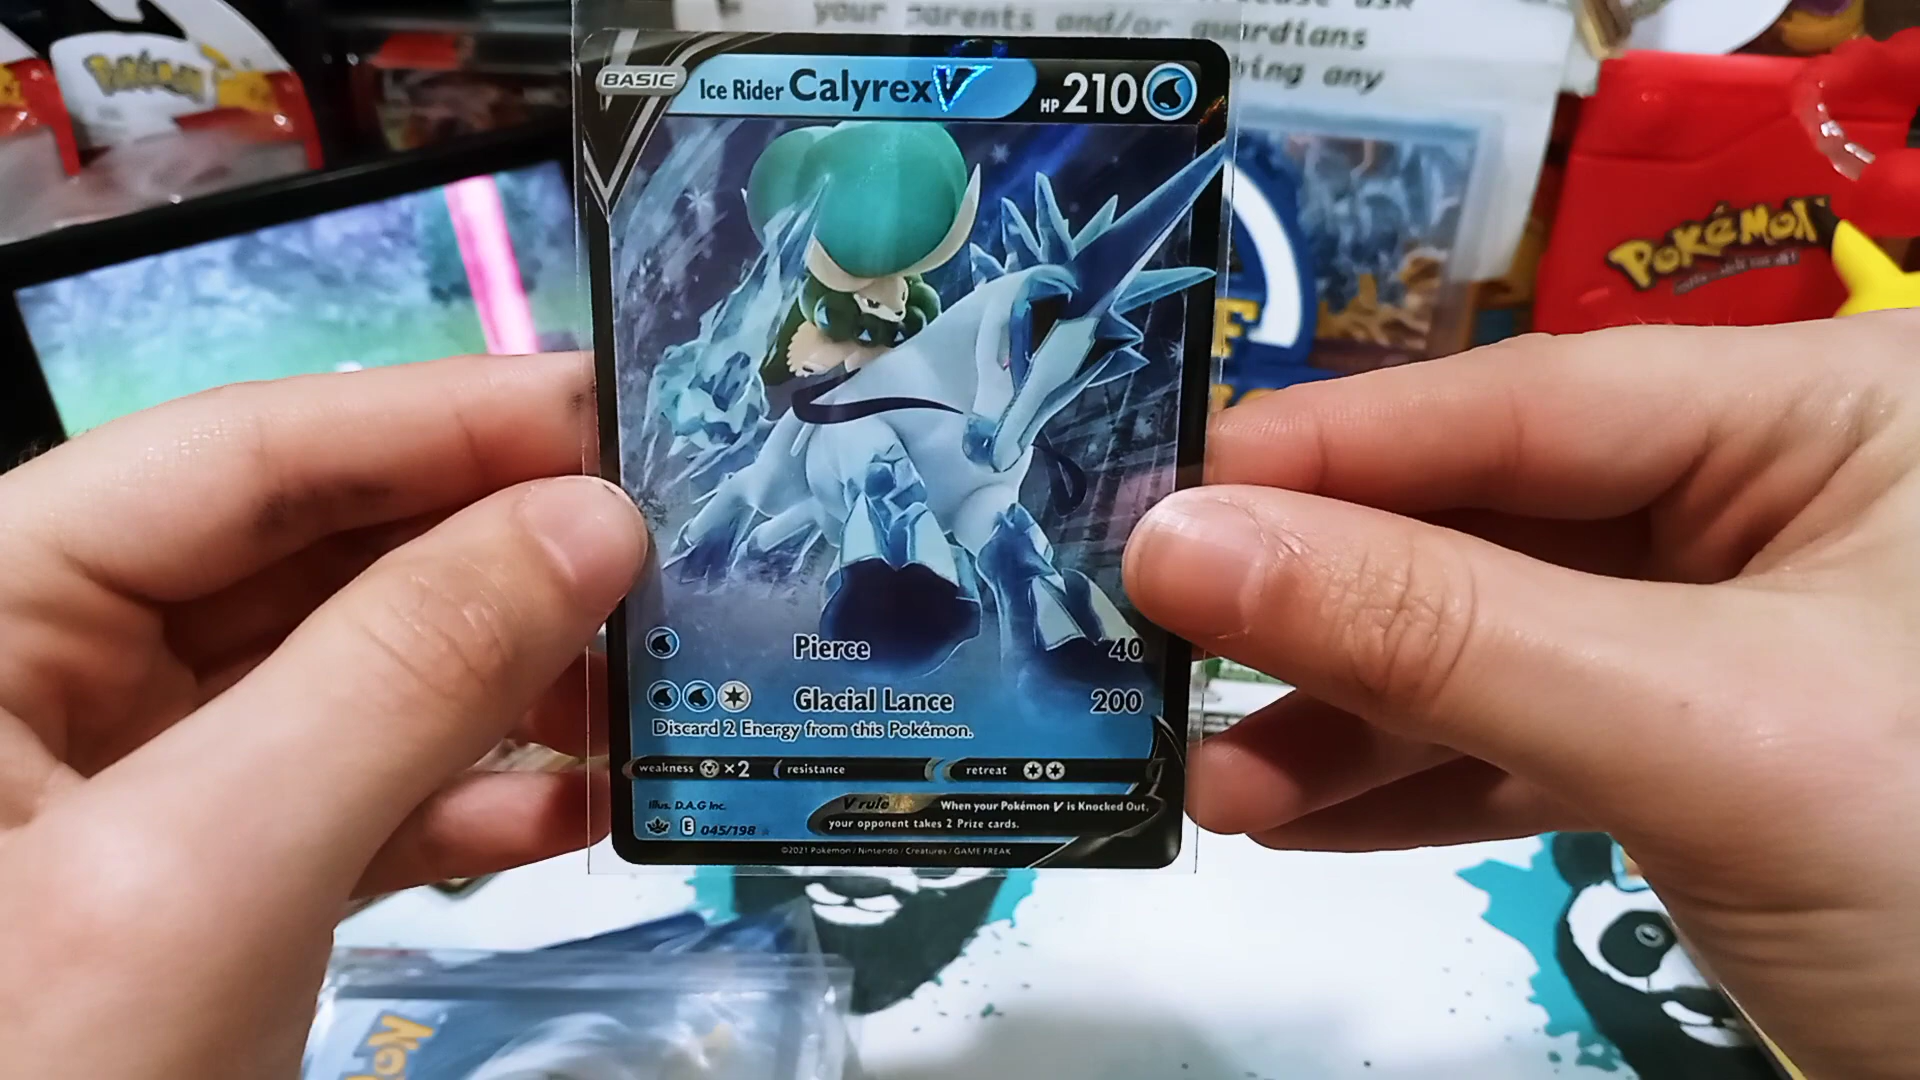 your parents and/or guardians
any
Pokémon
BASIC
Ice Rider Calyrex V
HP 210
Pokémon
Pierce 40
Glacial Lance 200
Discard 2 Energy from this Pokémon.
weakness ×2 resistance retreat
Illus. D.A.G Inc.
V rule When your Pokémon V is Knocked Out,
your opponent takes 2 Prize cards.
E 045/198
©2021 Pokémon / Nintendo / Creatures / GAME FREAK